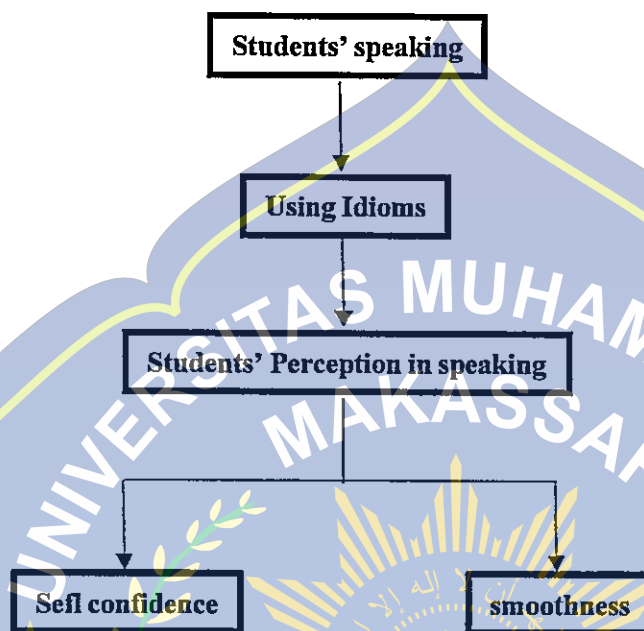 Students’ speaking
Using Idioms
UNIVERSITAS MUHAM
Students’ Perception in speaking
MAKASSAR
Sefl confidence
smoothness